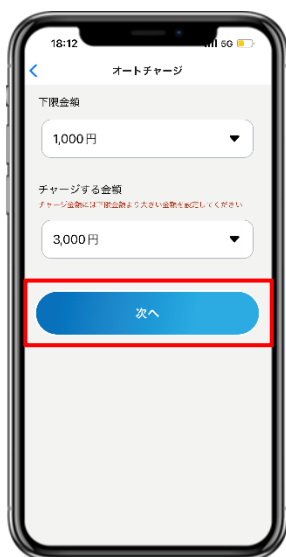 18:12
5G
オートチャージ
下限金額
1,000円
チャージする金額
チャージ金額には下限金額より大きい金額を設定してください
3,000円
次へ